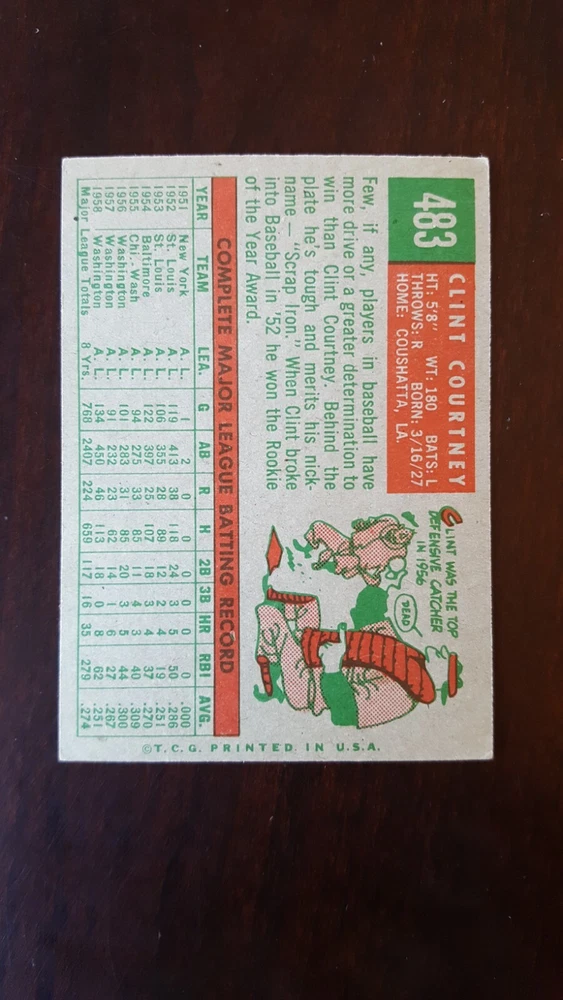 483
CLINT COURTNEY
HT: 5'8" WT: 180 BATS: L
THROWS: R BORN: 3/16/27
HOME: COUSHATTA, LA.
Few, if any, players in baseball have
more drive or a greater determination to
win than Clint Courtney. Behind the
plate he's tough and merits his nick-
name — "Scrap Iron." When Clint broke
into Baseball in '52 he won the Rookie
of the Year Award.
CLINT WAS THE TOP
DEFENSIVE CATCHER
IN 1956
DEAD
COMPLETE MAJOR LEAGUE BATTING RECORD
YEAR TEAM LEA. G AB R H 2B 3B HR RBI AVG.
1951 New York A. L. 1 2 0 0 0 0 0 0 .000
1952 St. Louis A. L. 119 413 38 118 24 3 5 50 .286
1953 St. Louis A. L. 106 355 28 89 12 2 4 19 .251
1954 Baltimore A. L. 122 397 25 107 18 3 4 37 .270
1955 Chi.-Wash A. L. 94 275 33 85 11 4 3 40 .309
1956 Washington A. L. 101 283 31 85 20 3 5 44 .300
1957 Washington A. L. 91 232 23 62 14 1 6 27 .267
1958 Washington A. L. 134 450 46 113 18 0 8 62 .251
Major League Totals 8 Yrs. 768 2407 224 659 117 16 35 279 .274
© T. C. G. PRINTED IN U.S.A.